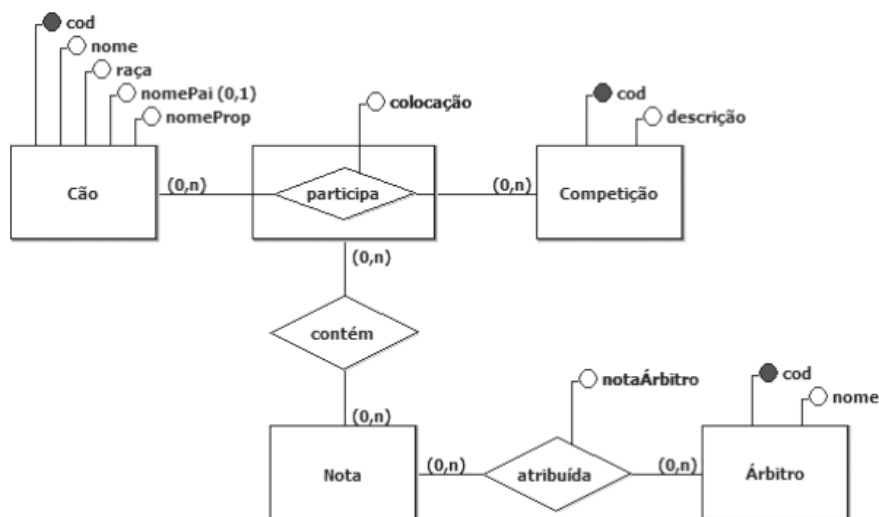 cod
nome
raça
nomePai (0,1)
nomeProp
colocação
cod
descrição
Cão
(0,n)
participa
(0,n)
Competição
(0,n)
contém
(0,n)
notaÁrbitro
cod
nome
Nota
(0,n)
atribuída
(0,n)
Árbitro